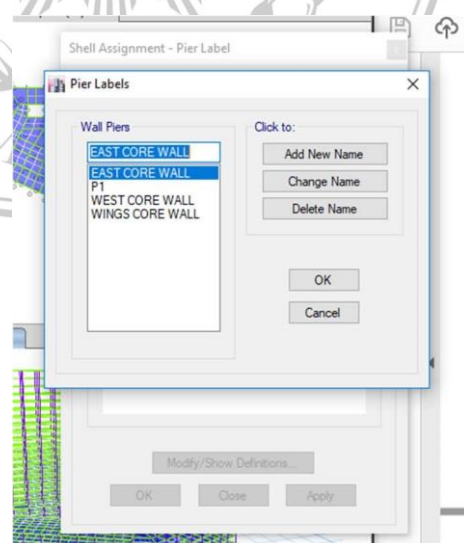 Shell Assignment - Pier Label
Pier Labels
Wall Piers
EAST CORE WALL
EAST CORE WALL
P1
WEST CORE WALL
WINGS CORE WALL
Click to:
Add New Name
Change Name
Delete Name
OK
Cancel
Modify/Show Definitions...
OK
Close
Apply